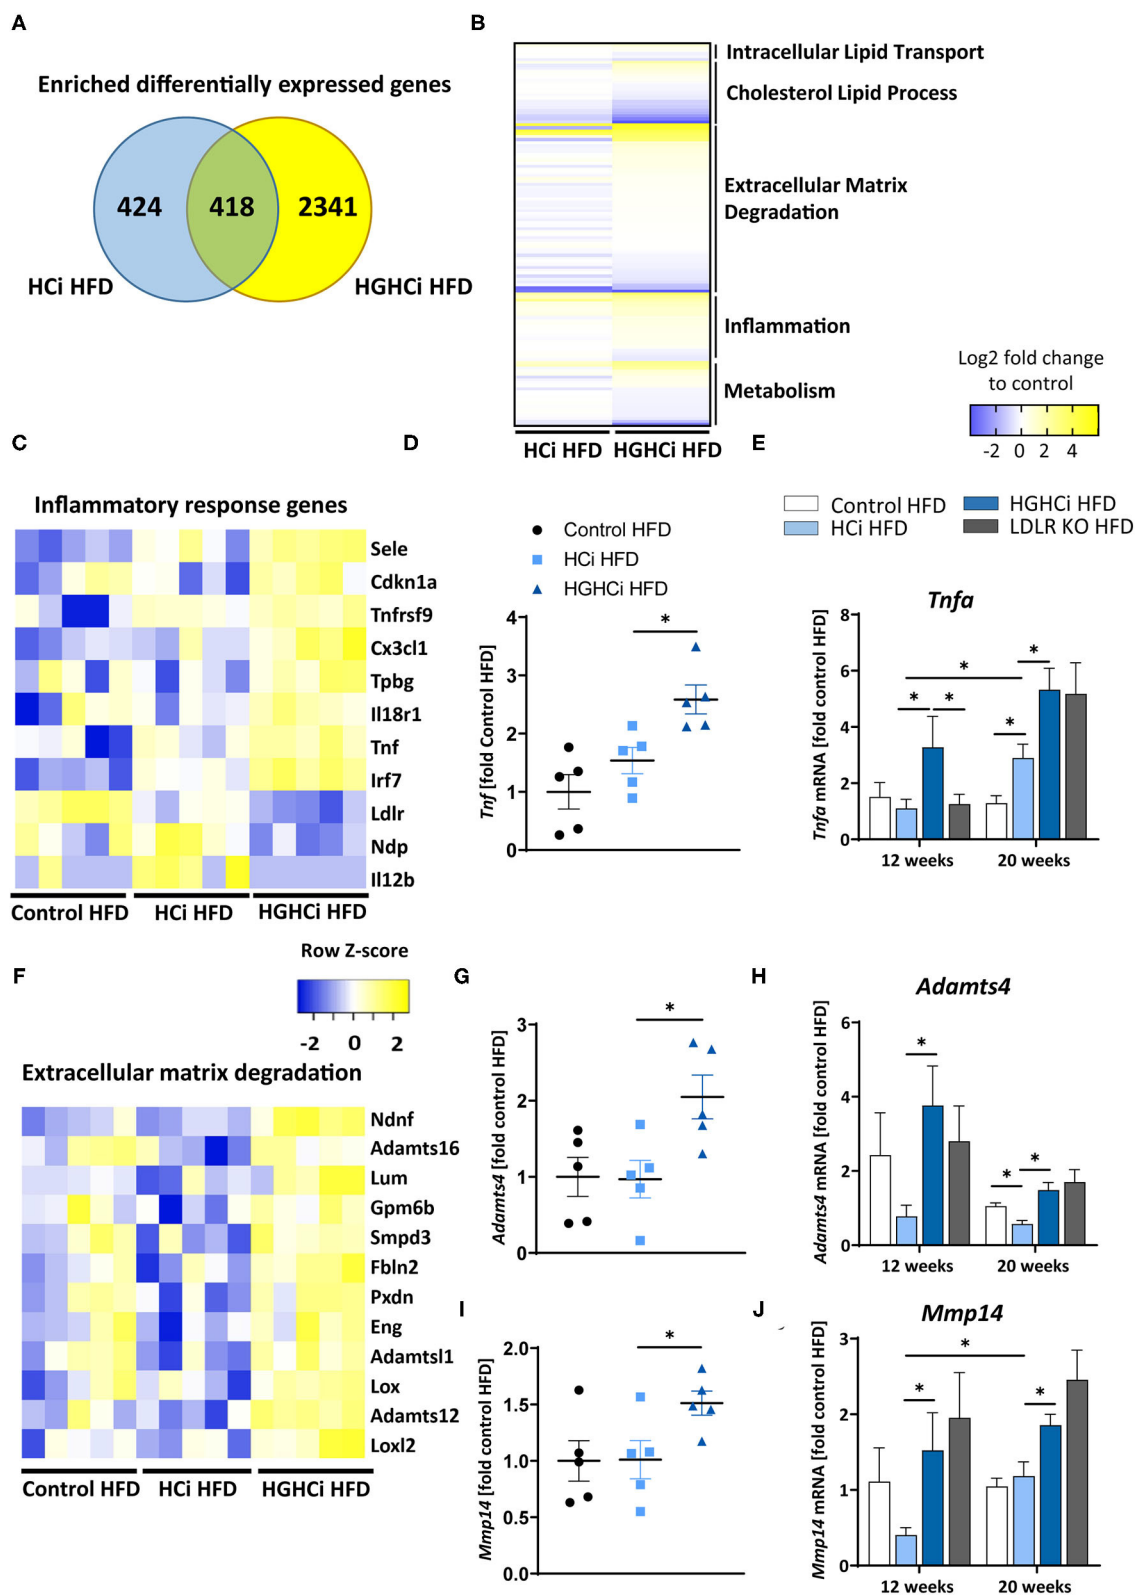 A
Enriched differentially expressed genes
424
418
2341
HCi HFD
HGHCi HFD
B
Intracellular Lipid Transport
Cholesterol Lipid Process
Extracellular Matrix
Degradation
Inflammation
Metabolism
HCi HFD
HGHCi HFD
Log2 fold change
to control
-2 0 2 4
C
Inflammatory response genes
Sele
Cdkn1a
Tnfrsf9
Cx3cl1
Tpbg
Il18r1
Tnf
Irf7
Ldlr
Ndp
Il12b
Control HFD
HCi HFD
HGHCi HFD
Row Z-score
-2 0 2
D
Control HFD
HCi HFD
HGHCi HFD
Tnf [fold Control HFD]
4
3
2
1
0
*
E
Control HFD
HCi HFD
HGHCi HFD
LDLR KO HFD
Tnfa
Tnfa mRNA [fold control HFD]
8
6
4
2
0
* * * * *
12 weeks
20 weeks
F
Extracellular matrix degradation
Ndnf
Adamts16
Lum
Gpm6b
Smpd3
Fbln2
Pxdn
Eng
Adamtsl1
Lox
Adamts12
Loxl2
Control HFD
HCi HFD
HGHCi HFD
G
Adamts4 [fold control HFD]
3
2
1
0
*
H
Adamts4
Adamts4 mRNA [fold control HFD]
6
4
2
0
* * *
12 weeks
20 weeks
I
Mmp14 [fold control HFD]
2.0
1.5
1.0
0.5
0.0
*
J
Mmp14
Mmp14 mRNA [fold control HFD]
3
2
1
0
* * *
12 weeks
20 weeks